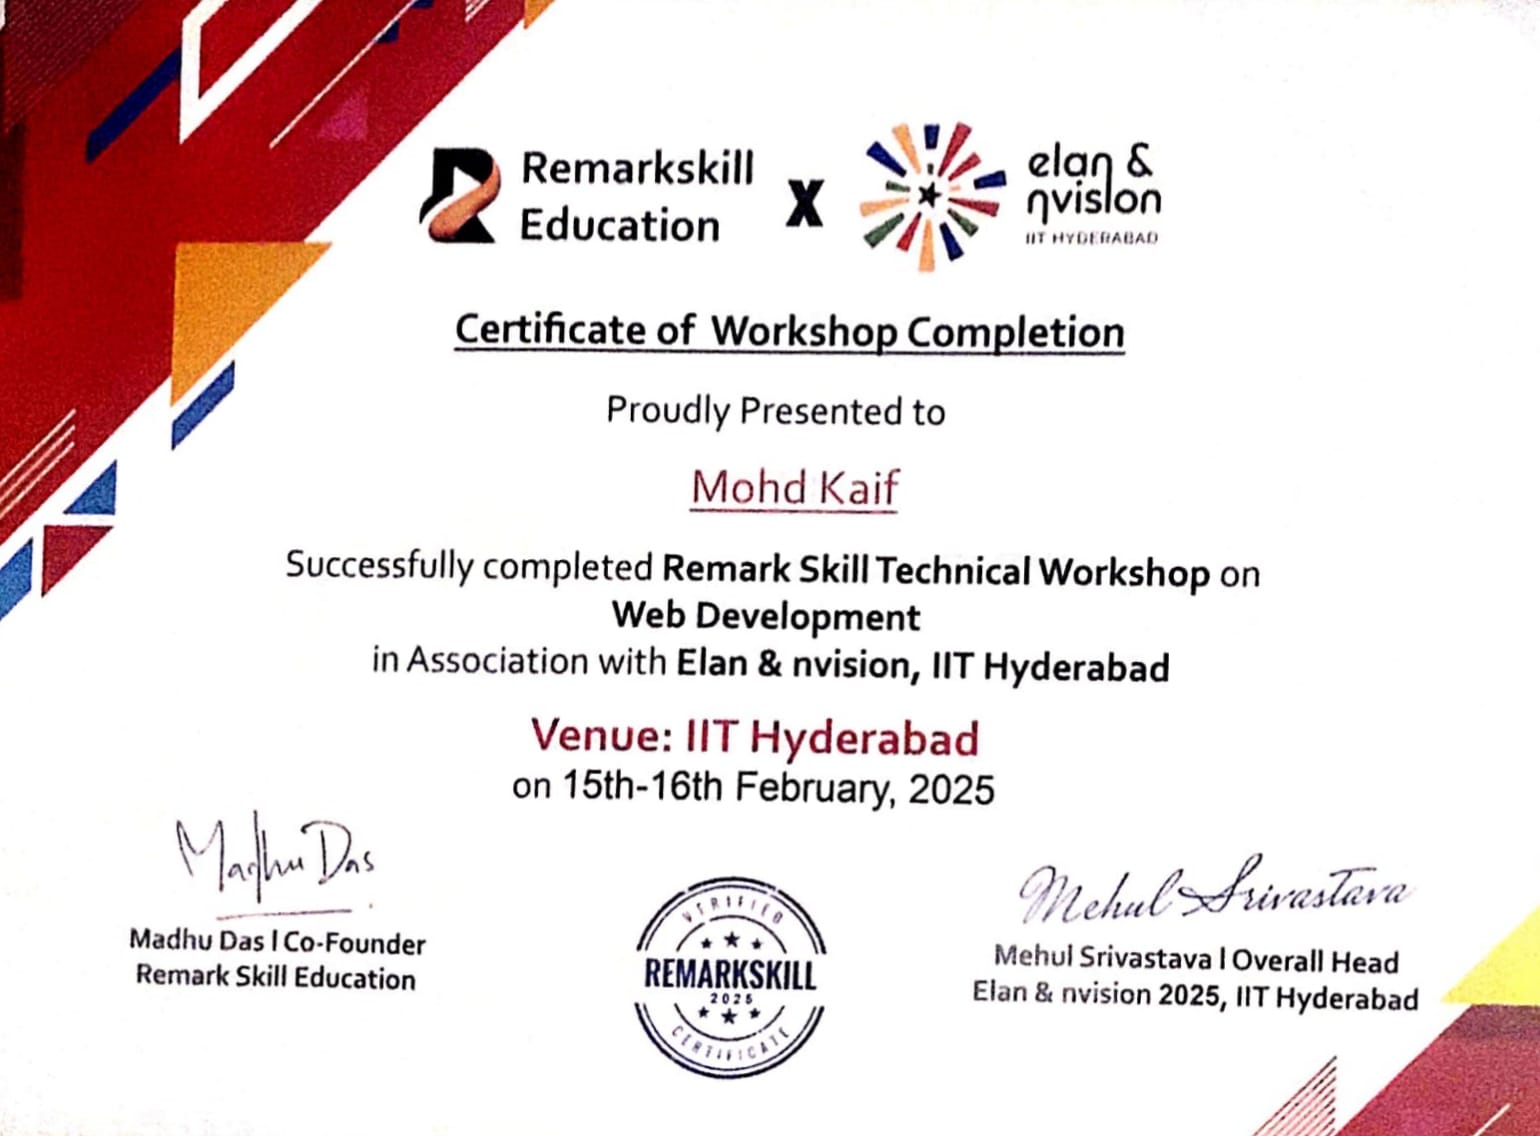 Remarkskill
Education
X
elan &
ηvision
IIT HYDERABAD
Certificate of Workshop Completion
Proudly Presented to
Mohd Kaif
Successfully completed Remark Skill Technical Workshop on
Web Development
in Association with Elan & nvision, IIT Hyderabad
Venue: IIT Hyderabad
on 15th-16th February, 2025
Madhu Das
Madhu Das | Co-Founder
Remark Skill Education
VERIFIED
REMARKSKILL
2025
CERTIFICATE
Mehul Srivastava
Mehul Srivastava | Overall Head
Elan & nvision 2025, IIT Hyderabad